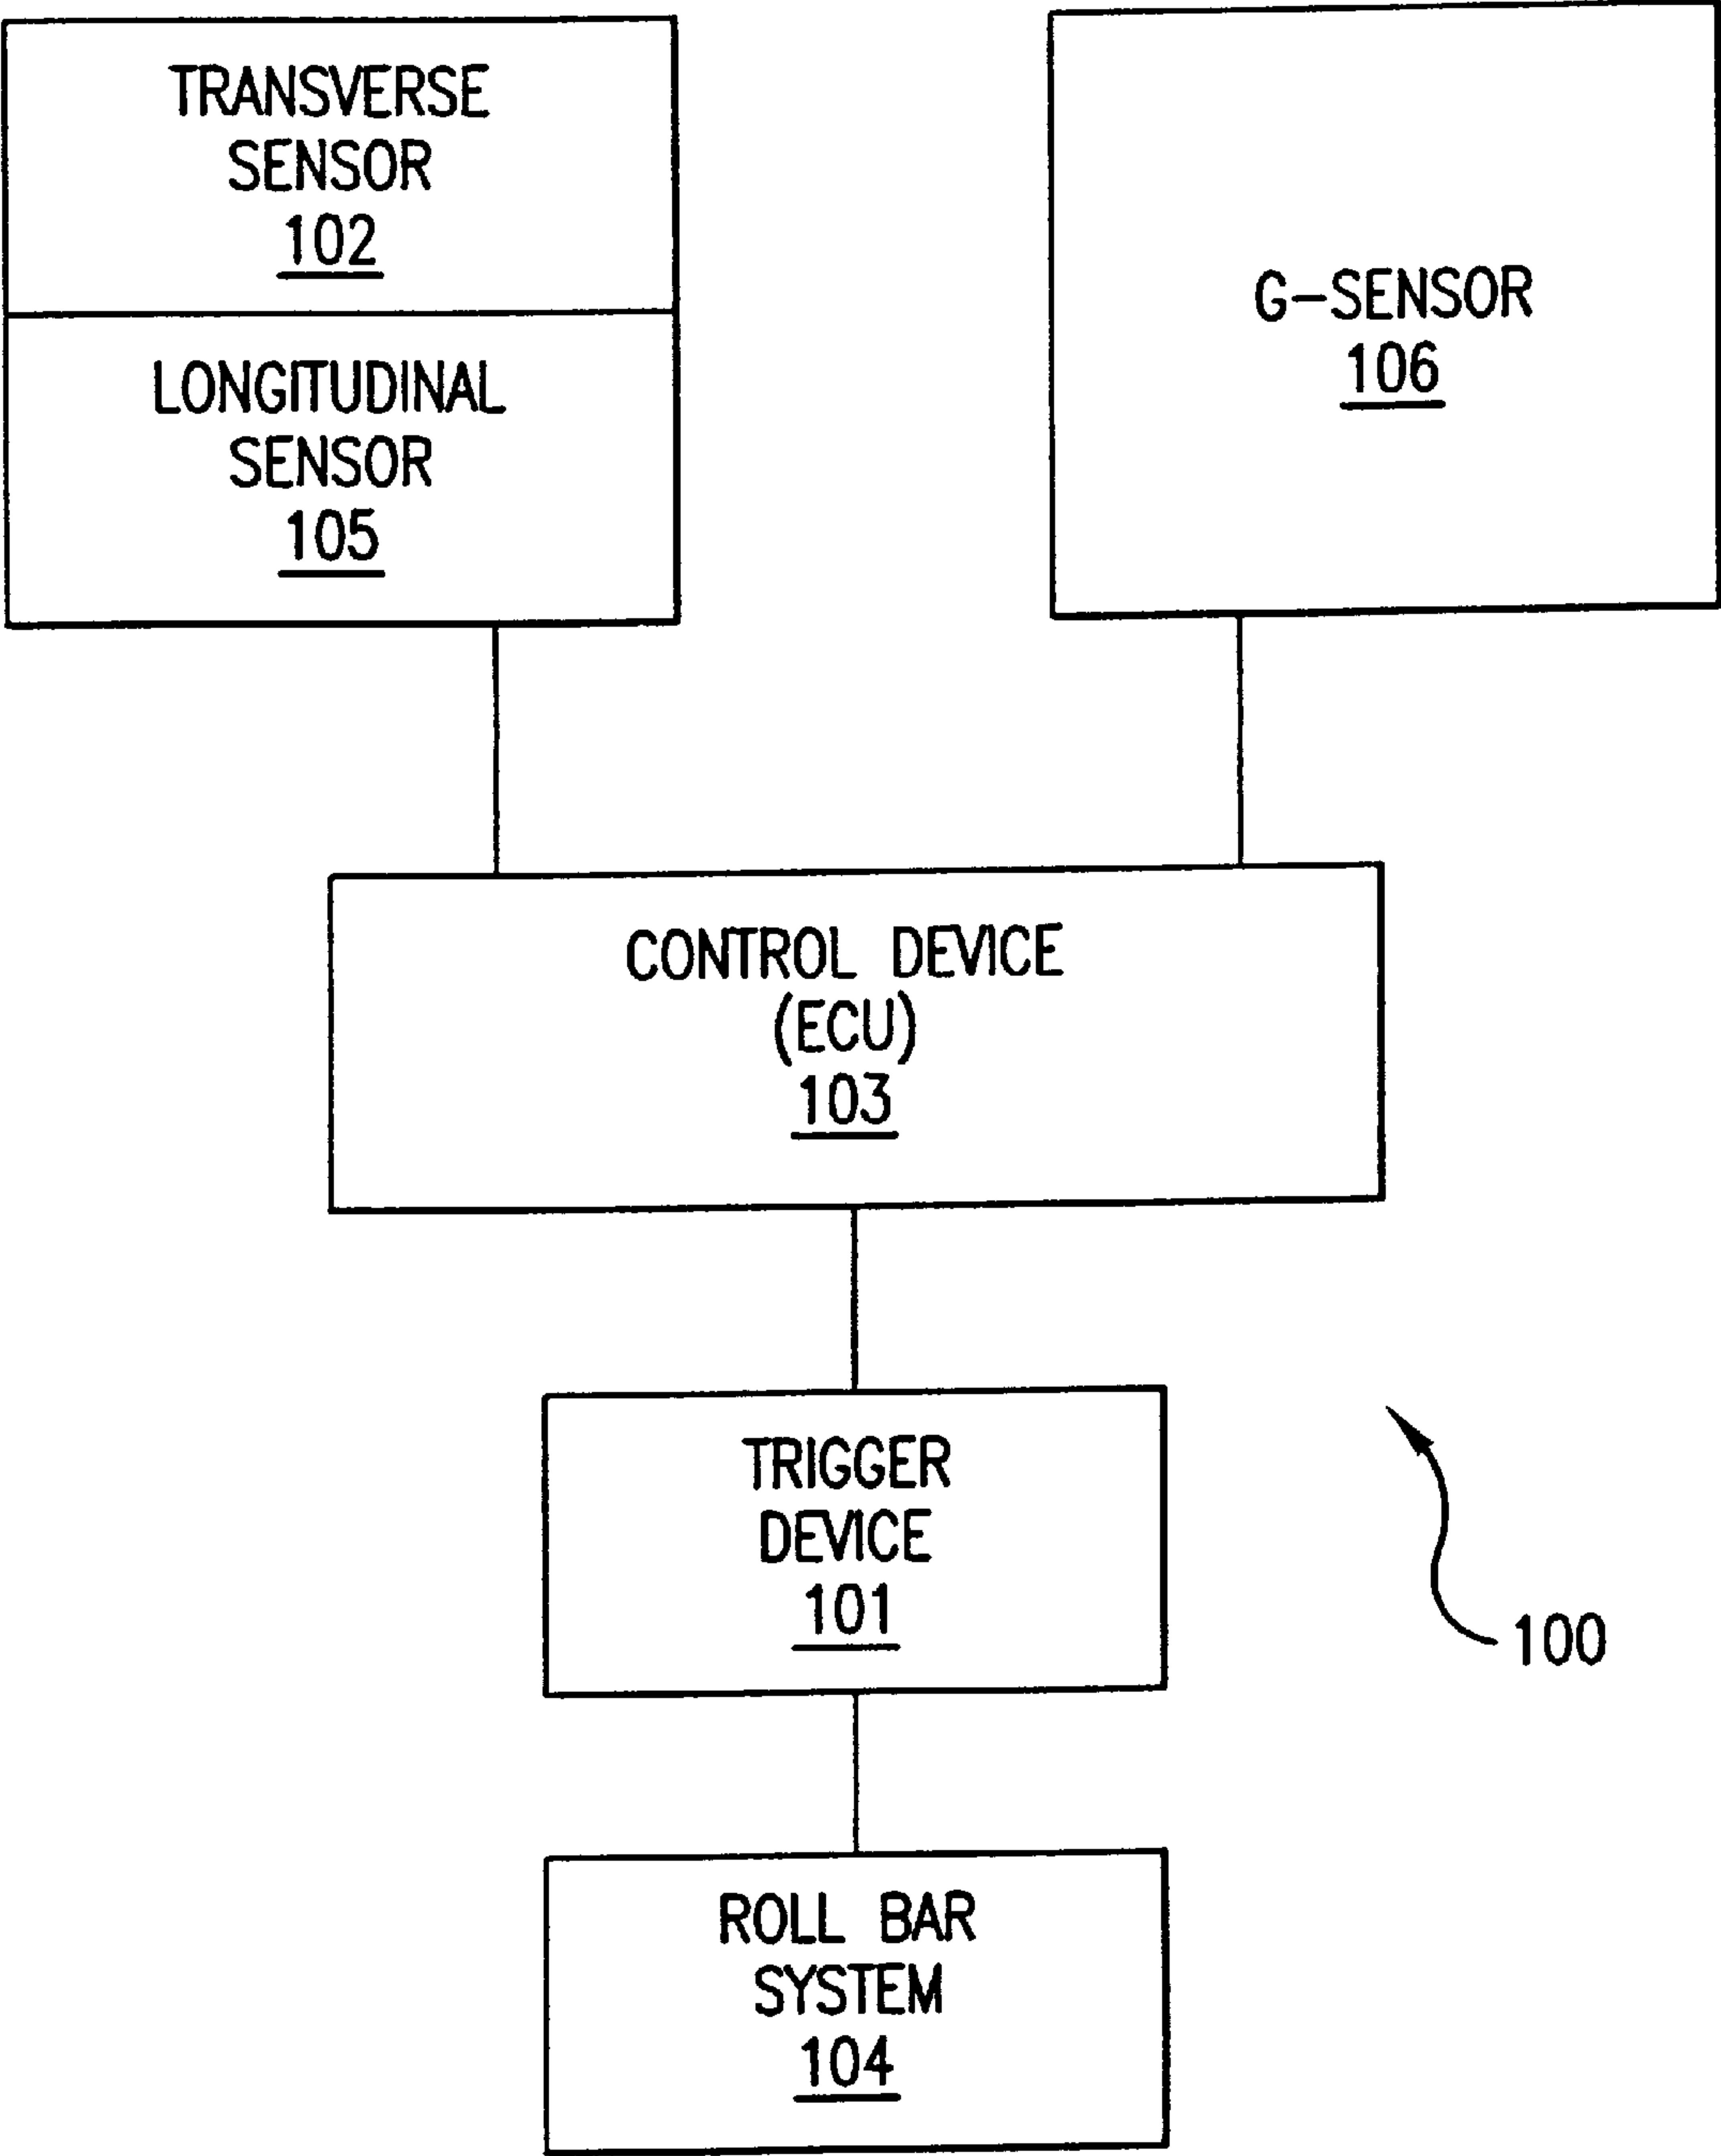 TRANSVERSE
SENSOR
102
LONGITUDINAL
SENSOR
105
G-SENSOR
106
CONTROL DEVICE
(ECU)
103
TRIGGER
DEVICE
101
100
ROLL BAR
SYSTEM
104